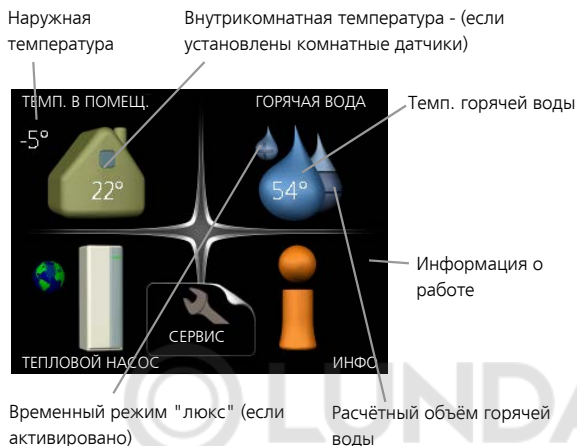 Наружная
температура
Внутрикомнатная температура - (если
установлены комнатные датчики)
ТЕМП. В ПОМЕЩ.
ГОРЯЧАЯ ВОДА
Темп. горячей воды
-5°
22°
54°
Информация о
работе
СЕРВИС
ТЕПЛОВОЙ НАСОС
ИНФО
Временный режим "люкс" (если
активировано)
Расчётный объём горячей
воды
LUNDA